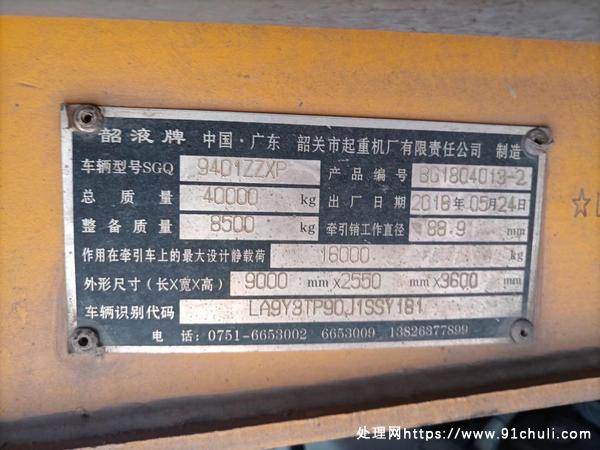 韶液牌 中国·广东 韶关市起重机厂有限责任公司 制造
车辆型号SGQ 9401ZZXP 产品编号 BG1804013-2
总质量 40000 kg 出厂日期 2018年05月24日
整备质量 8500 kg 牵引销工作直径 88.9 mm
作用在牵引车上的最大设计静载荷 16000
外形尺寸（长X宽X高） 9000 mmx2550 mmx3600 mm
车辆识别代码 LA9Y3TP90J1SSY181
电 话：0751-6653002 6653009 13826377899
处理网https://www.91chuli.com/